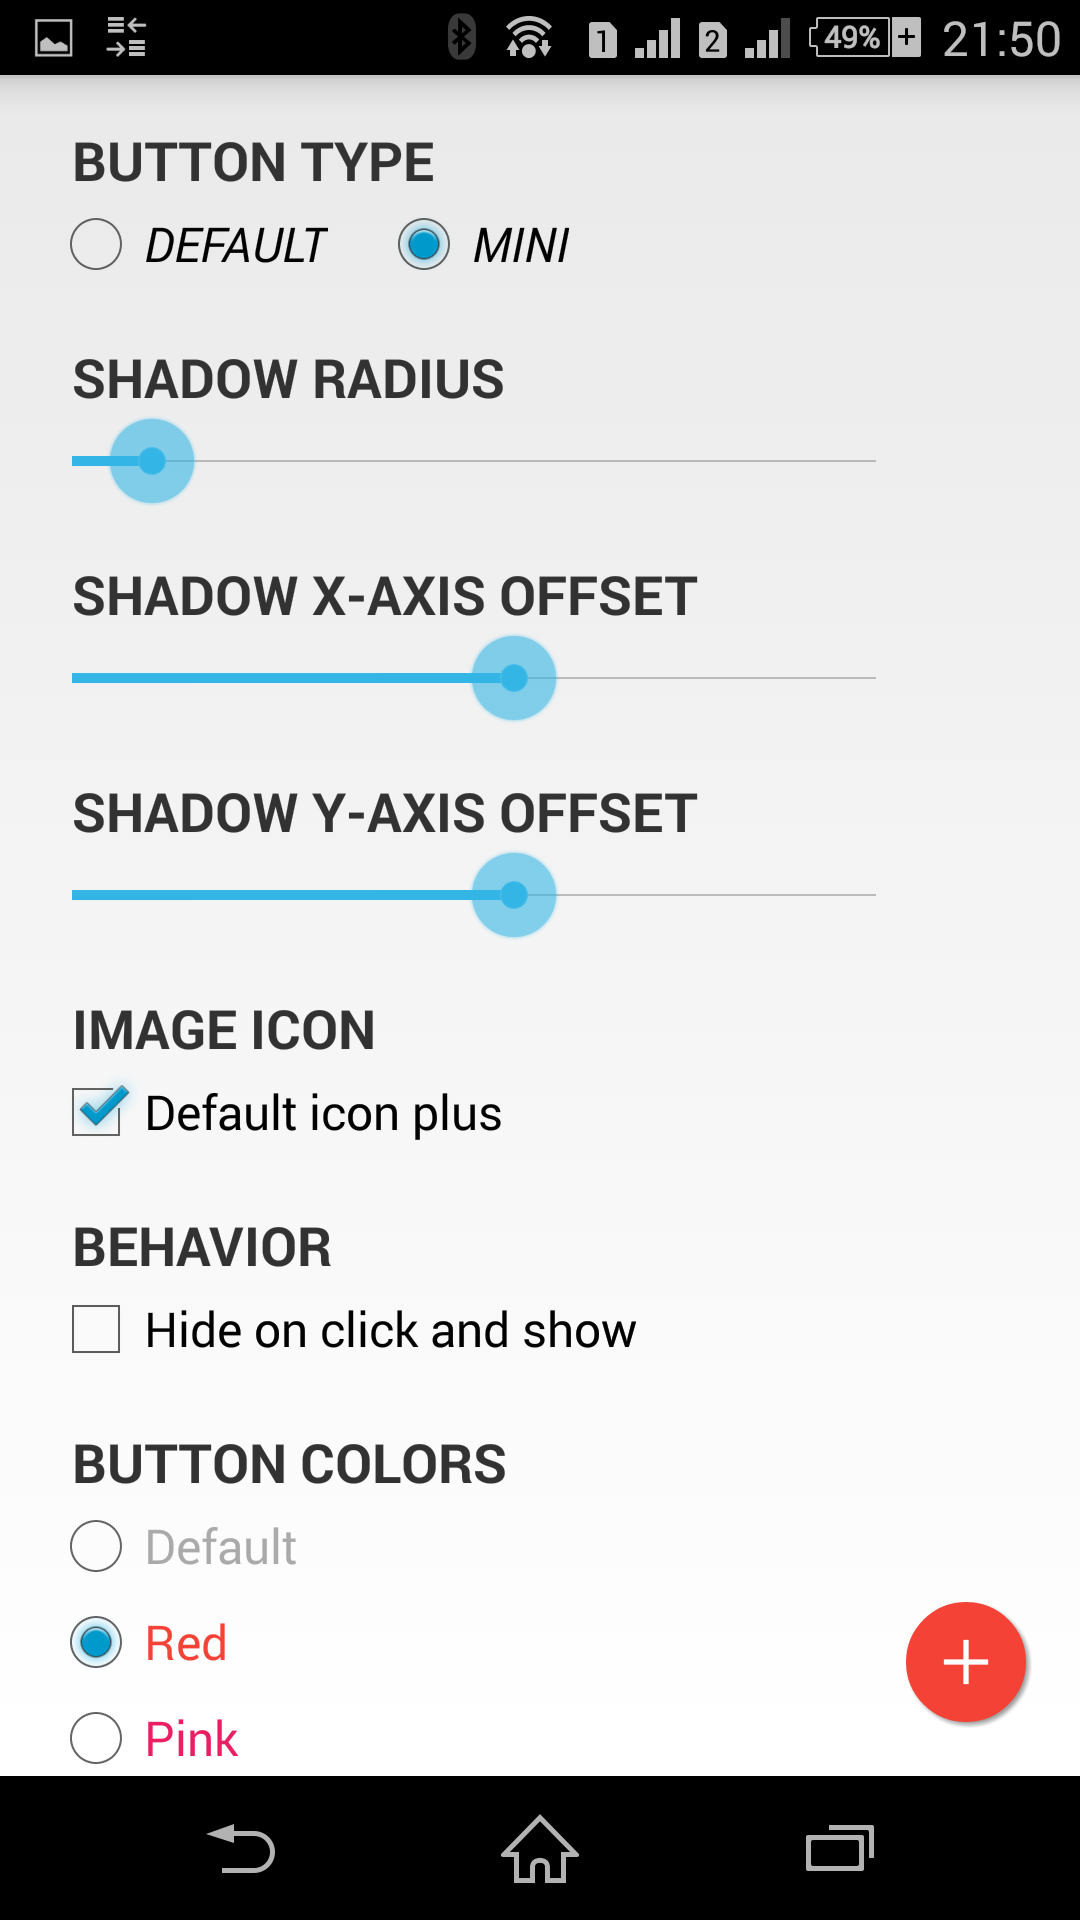 1 2 49% 21:50
BUTTON TYPE
DEFAULT MINI
SHADOW RADIUS
SHADOW X-AXIS OFFSET
SHADOW Y-AXIS OFFSET
IMAGE ICON
Default icon plus
BEHAVIOR
Hide on click and show
BUTTON COLORS
Default
Red
Pink